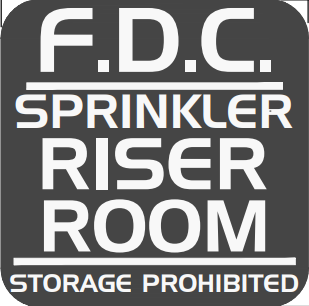 F.D.C.
SPRINKLER
RISER
ROOM
STORAGE PROHIBITED